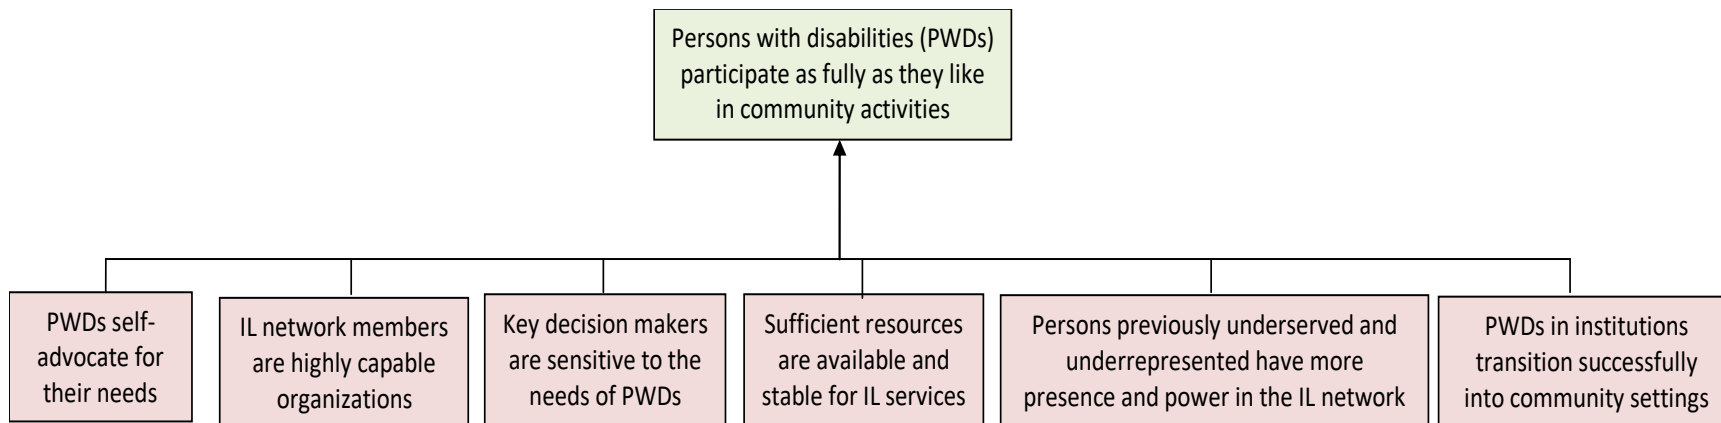 Persons with disabilities (PWDs)
participate as fully as they like
in community activities
PWDs self-
advocate for
their needs
IL network members
are highly capable
organizations
Key decision makers
are sensitive to the
needs of PWDs
Sufficient resources
are available and
stable for IL services
Persons previously underserved and
underrepresented have more
presence and power in the IL network
PWDs in institutions
transition successfully
into community settings